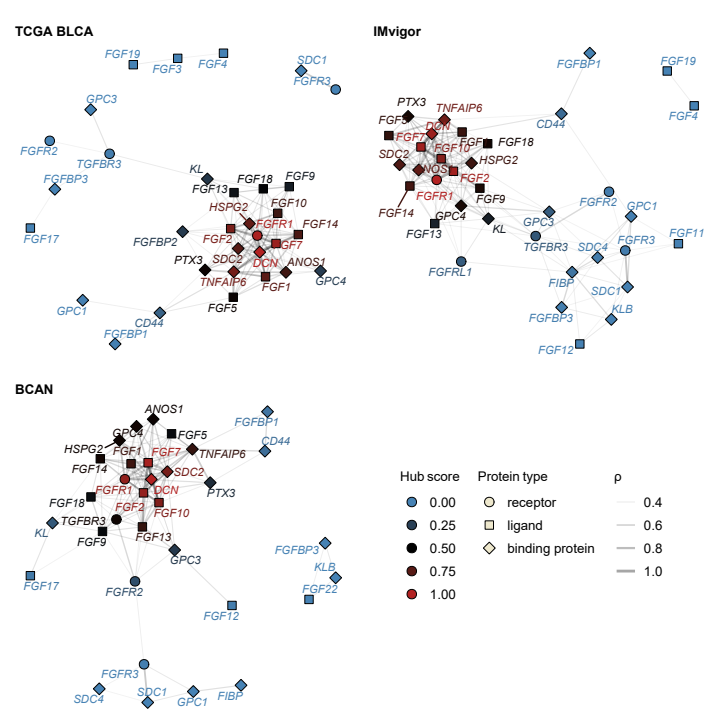 TCGA BLCA
FGF19
FGF3
FGF4
SDC1
FGFR3
GPC3
FGFR2
TGFBR3
FGFBP3
KL
FGF13
FGF18
FGF9
HSPG2
FGF10
FGFR1
FGF14
FGF17
FGFBP2
FGF2
GF7
SDC2
DCN
PTX3
ANOS1
TNFAIP6
FGF1
GPC4
FGF5
GPC1
CD44
FGFBP1
IMvigor
FGFBP1
FGF19
FGF4
PTX3
TNFAIP6
CD44
FGF5
DCN
FGF7
FGF1
FGF18
FGF10
SDC2
HSPG2
ANOS1
FGF2
FGFR1
FGF9
FGF14
GPC4
FGF13
KL
GPC3
FGFR2
GPC1
TGFBR3
FGF11
SDC4
FGFR3
FGFRL1
FIBP
SDC1
FGFBP3
KLB
FGF12
BCAN
ANOS1
GPC4
FGF5
FGFBP1
HSPG2
FGF1
FGF7
TNFAIP6
CD44
FGF14
SDC2
FGFR1
DCN
PTX3
FGF18
FGF2
FGF10
KL
TGFBR3
FGF9
FGF13
GPC3
FGFBP3
FGF17
FGFR2
KLB
FGF22
FGF12
FGFR3
SDC4
SDC1
GPC1
FIBP
Hub score
0.00
0.25
0.50
0.75
1.00
Protein type
receptor
ligand
binding protein
ρ
0.4
0.6
0.8
1.0